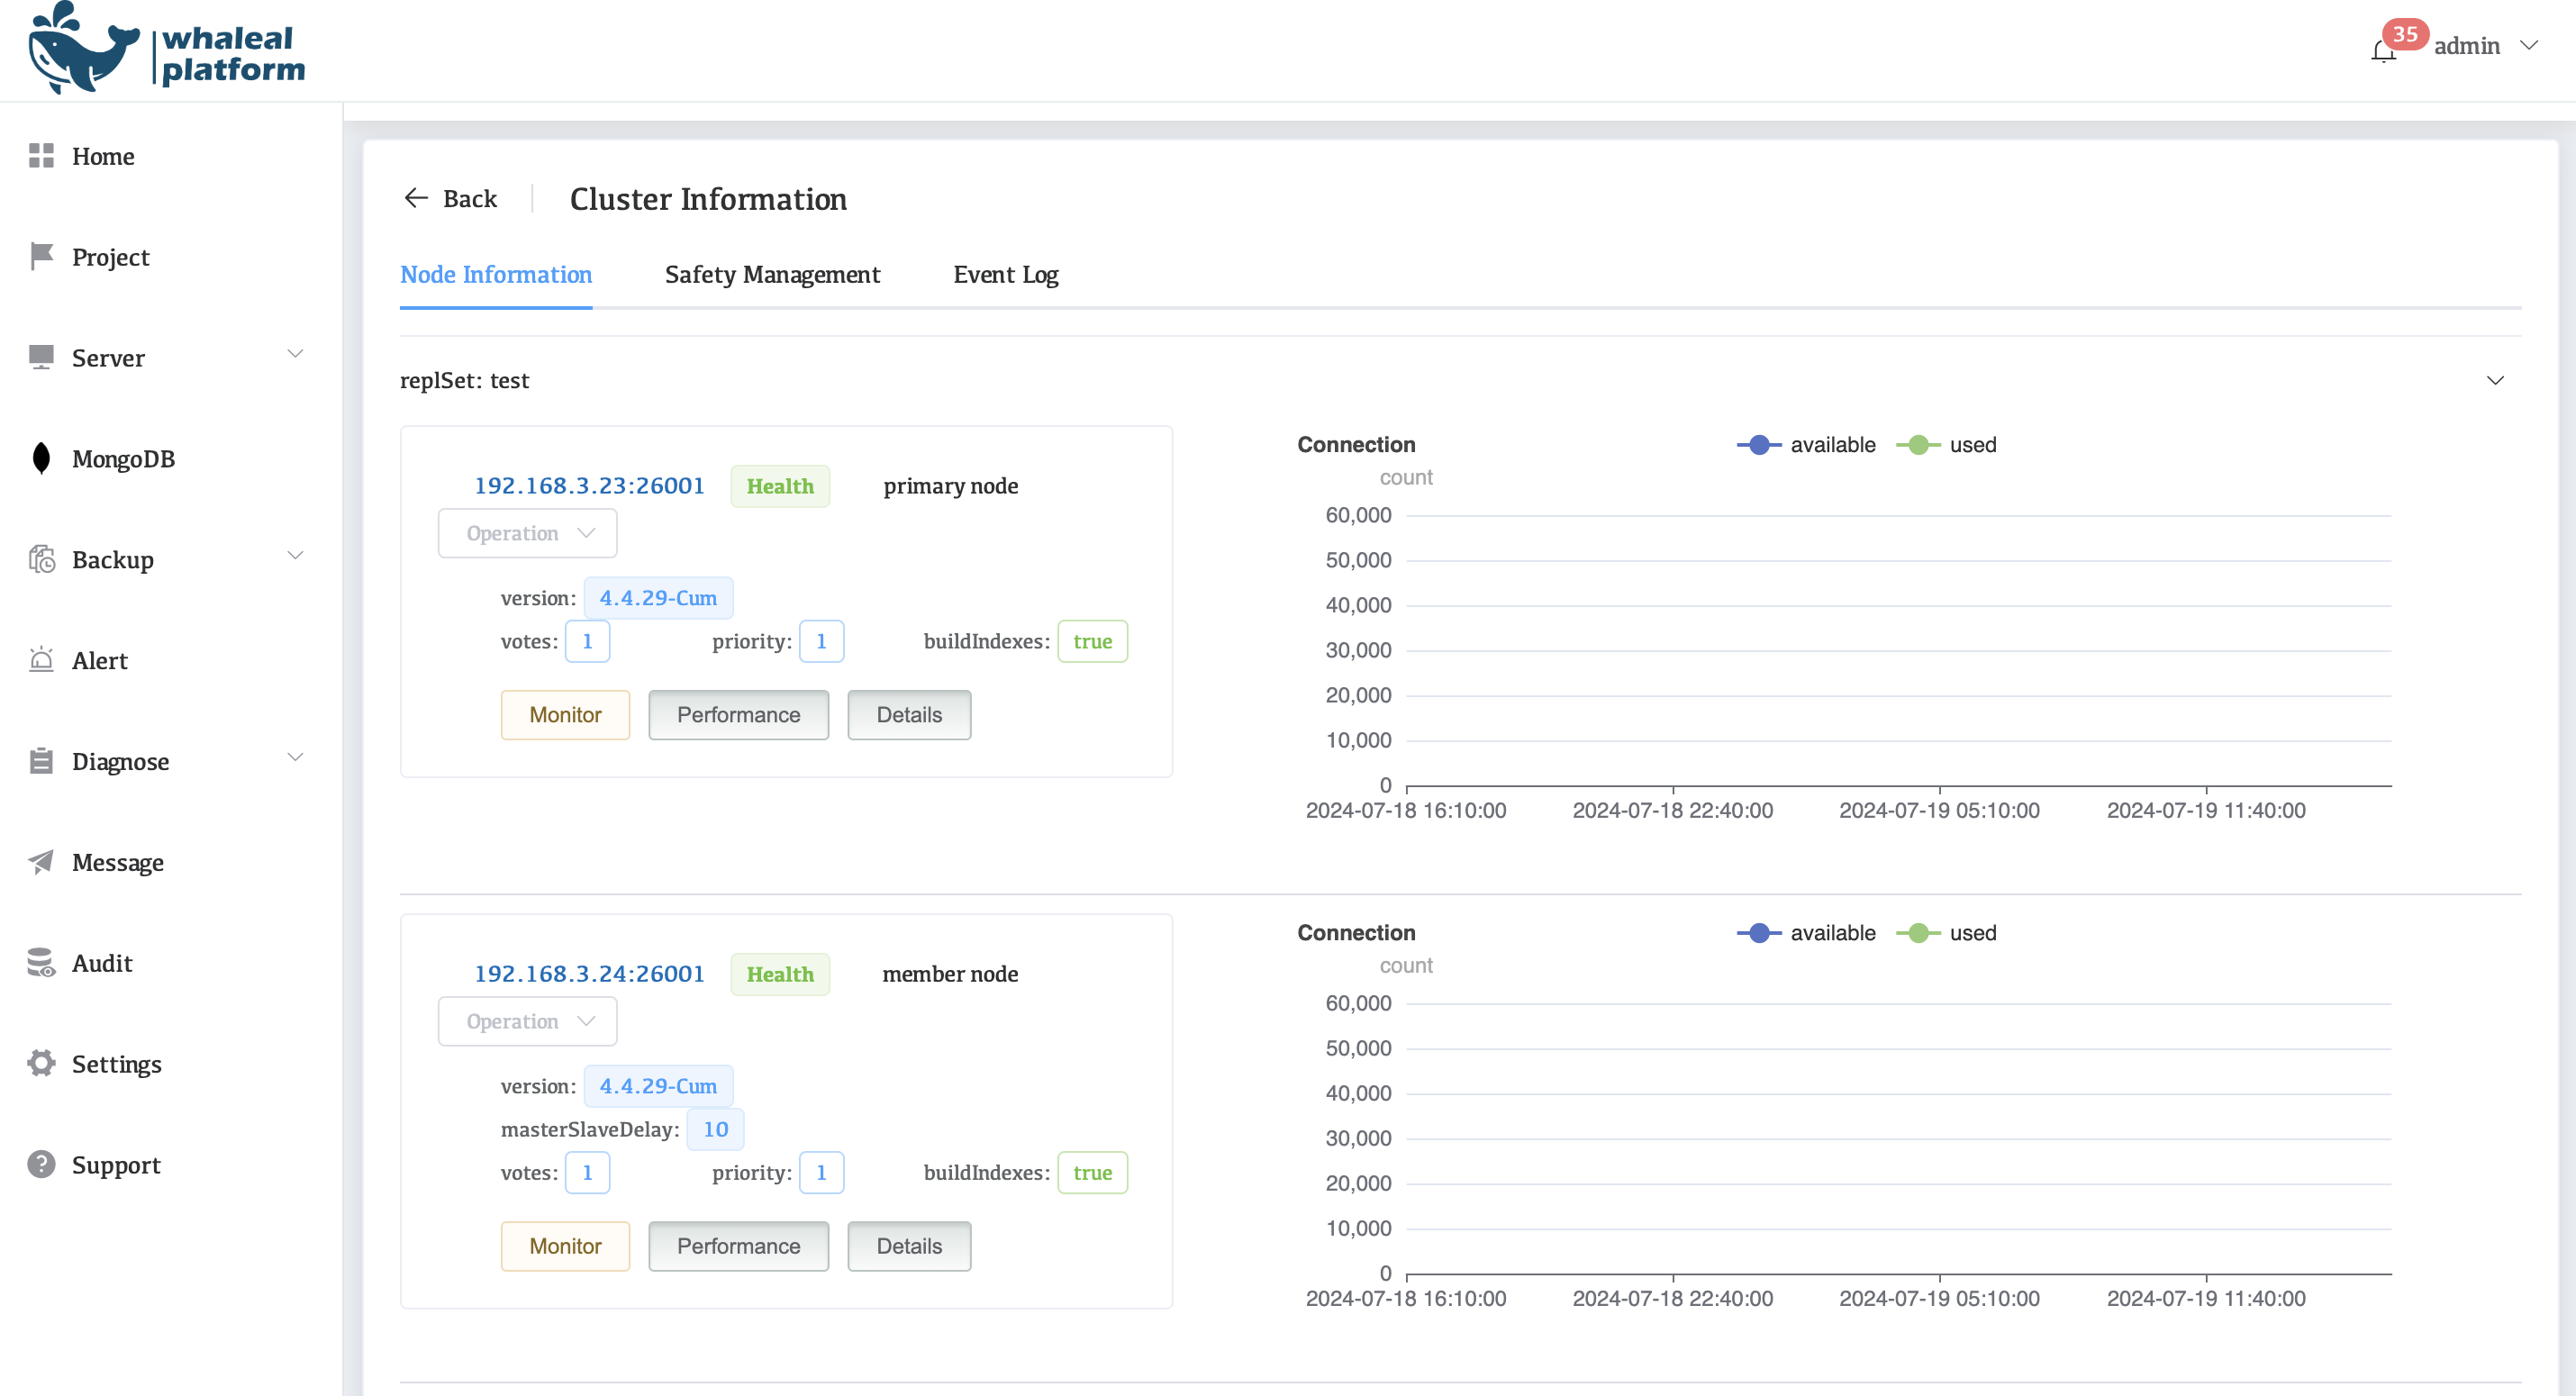 whaleal
platform
35
admin
Home
Project
Server
MongoDB
Backup
Alert
Diagnose
Message
Audit
Settings
Support
Back
Cluster Information
Node Information
Safety Management
Event Log
replSet: test
192.168.3.23:26001
Health
primary node
Operation
version: 4.4.29-Cum
votes: 1
priority: 1
buildIndexes: true
Monitor
Performance
Details
Connection
available
used
count
60,000
50,000
40,000
30,000
20,000
10,000
0
2024-07-18 16:10:00
2024-07-18 22:40:00
2024-07-19 05:10:00
2024-07-19 11:40:00
192.168.3.24:26001
Health
member node
Operation
version: 4.4.29-Cum
masterSlaveDelay: 10
votes: 1
priority: 1
buildIndexes: true
Monitor
Performance
Details
Connection
available
used
count
60,000
50,000
40,000
30,000
20,000
10,000
0
2024-07-18 16:10:00
2024-07-18 22:40:00
2024-07-19 05:10:00
2024-07-19 11:40:00